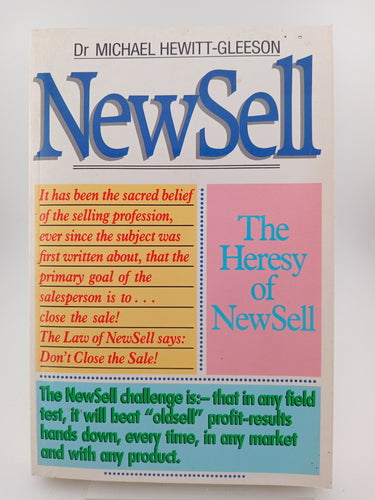 Dr MICHAEL HEWITT-GLEESON
NewSell
It has been the sacred belief
of the selling profession,
ever since the subject was
first written about, that the
primary goal of the
salesperson is to . . .
close the sale!
The Law of NewSell says:
Don't Close the Sale!
The
Heresy
of
NewSell
The NewSell challenge is:– that in any field
test, it will beat "oldsell" profit-results
hands down, every time, in any market
and with any product.